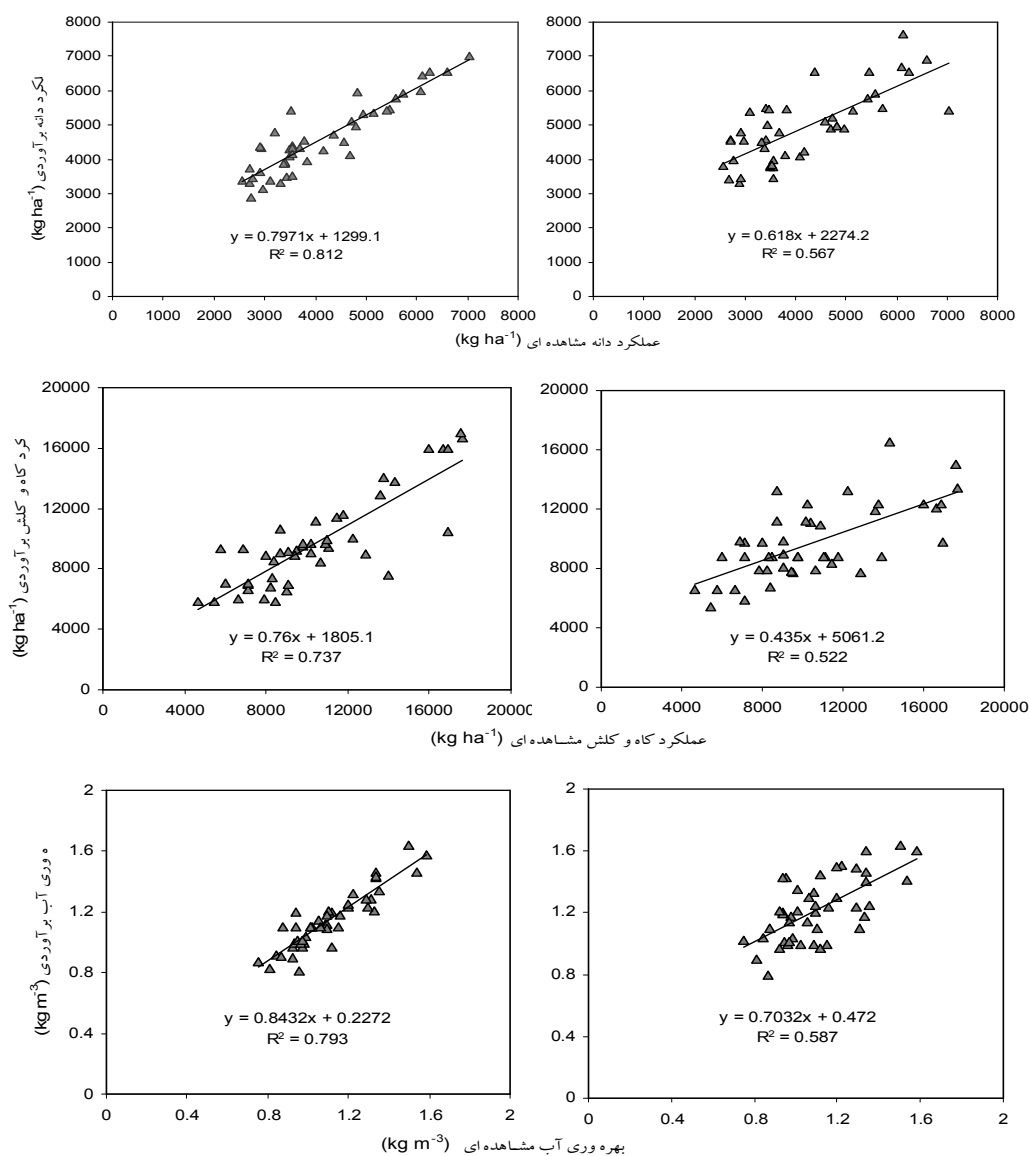 8000
7000
6000
5000
4000
3000
2000
1000
0
0 1000 2000 3000 4000 5000 6000 7000 8000
لکرد دانه برآوردی (kg ha-1)
y = 0.7971x + 1299.1
R² = 0.812
8000
7000
6000
5000
4000
3000
2000
1000
0
0 1000 2000 3000 4000 5000 6000 7000 8000
y = 0.618x + 2274.2
R² = 0.567
عملکرد دانه مشاهده ای (kg ha-1)
20000
16000
12000
8000
4000
0
0 4000 8000 12000 16000 20000
کرد کاه و کلش برآوردی (kg ha-1)
y = 0.76x + 1805.1
R² = 0.737
20000
16000
12000
8000
4000
0
0 4000 8000 12000 16000 20000
y = 0.435x + 5061.2
R² = 0.522
عملکرد کاه و کلش مشاهده ای (kg ha-1)
2
1.6
1.2
0.8
0.4
0
0 0.4 0.8 1.2 1.6 2
ه وری آب برآوردی (kg m-3)
y = 0.8432x + 0.2272
R² = 0.793
2
1.6
1.2
0.8
0.4
0
0 0.4 0.8 1.2 1.6 2
y = 0.7032x + 0.472
R² = 0.587
بهره وری آب مشاهده ای (kg m-3)